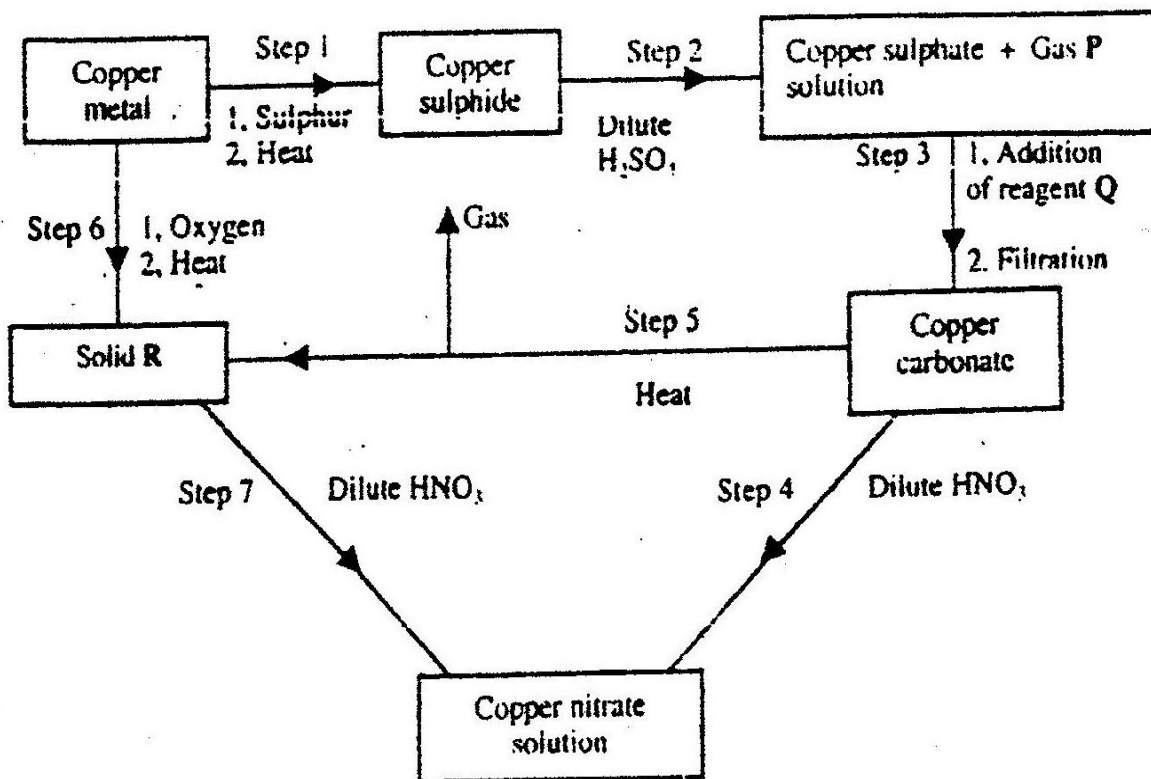 Copper
metal
Step 1
1. Sulphur
2. Heat
Copper
sulphide
Step 2
Dilute
H₂SO₄
Copper sulphate + Gas P
solution
Step 3
1. Addition
of reagent Q
2. Filtration
Step 6
1. Oxygen
2. Heat
Gas
Solid R
Step 5
Heat
Copper
carbonate
Step 7
Dilute HNO₃
Step 4
Dilute HNO₃
Copper nitrate
solution